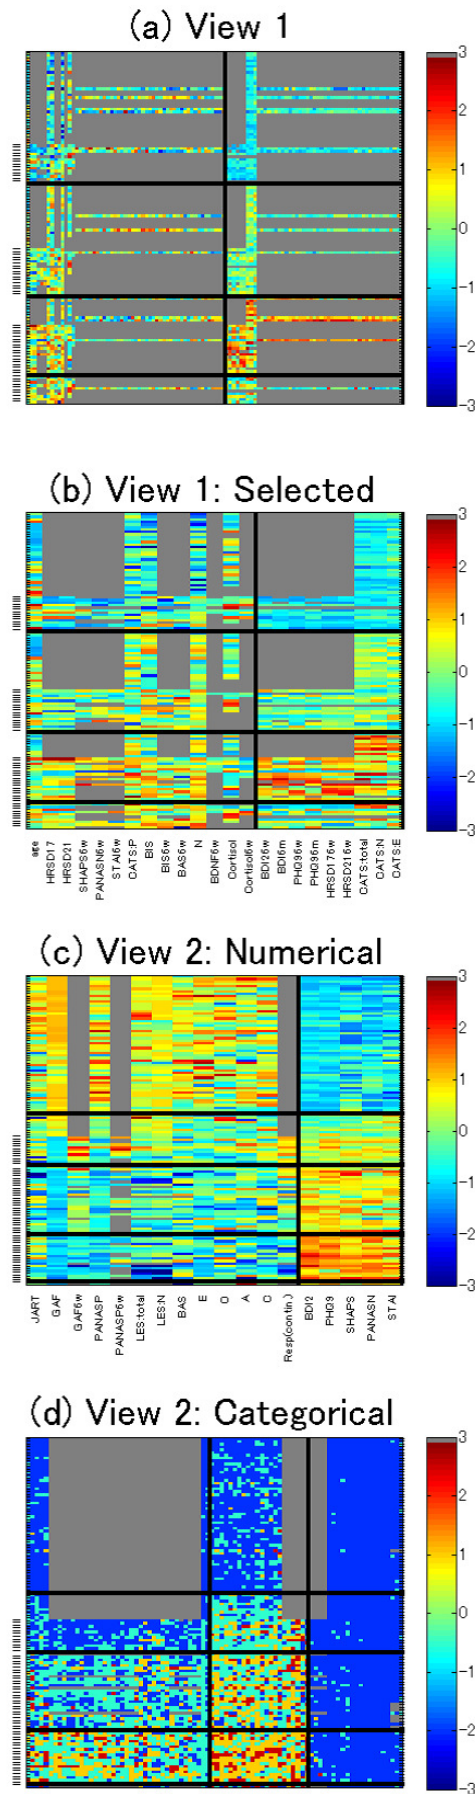 (a) View 1
3
2
1
0
-1
-2
-3
(b) View 1: Selected
3
2
1
0
-1
-2
-3
age
HRSD17
HRSD21
SHAPS6w
PANASN6w
STAI6w
CATS:P
BIS
BIS6w
BAS6w
N
BDNF6w
Cortisol
Cortisol6w
BDI26w
BDI6m
PHQ96w
PHQ96m
HRSD176w
HRSD216w
CATS:total
CATS:N
CATS:E
(c) View 2: Numerical
3
2
1
0
-1
-2
-3
JART
GAF
GAF6w
PANASP
PANASP6w
LES:total
LES:N
BAS
E
O
A
C
Resp(contin.)
BDI2
PHQ9
SHAPS
PANASN
STAI
(d) View 2: Categorical
3
2
1
0
-1
-2
-3